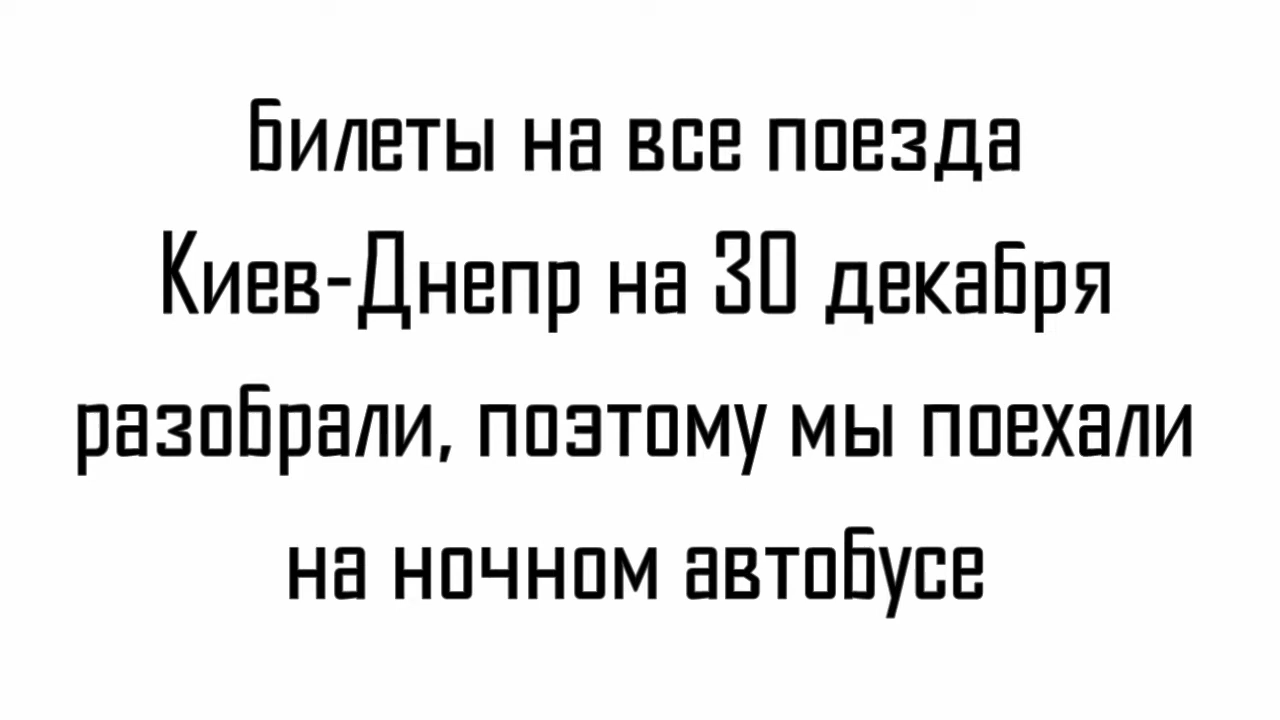 билеты на все поезда
Киев-Днепр на 30 декабря
разобрали, поэтому мы поехали
на ночном автобусе